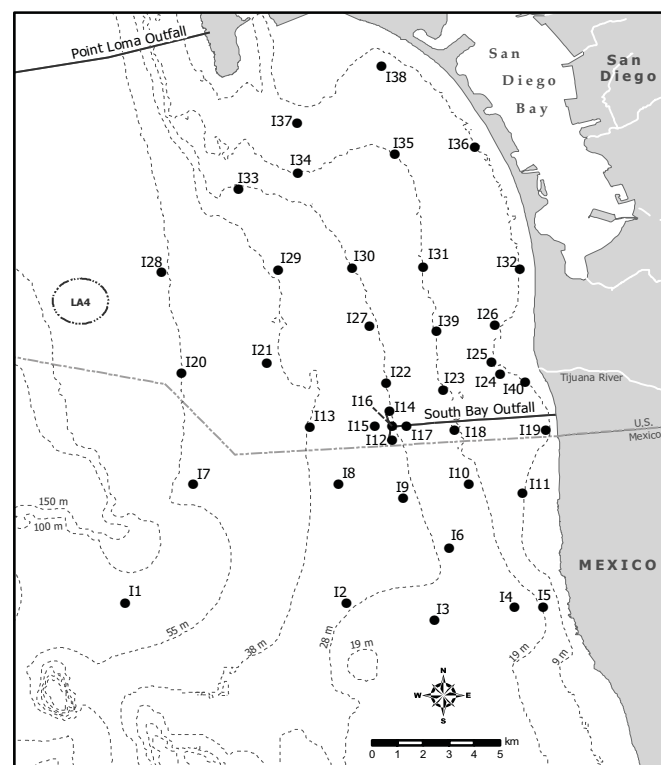 Point Loma Outfall
San
Diego
Bay
San
Diego
I38
I37
I36
I35
I34
I33
I28
I29
I30
I31
I32
LA4
I27
I39
I26
I21
I20
I25
I22
I24
Tijuana River
I23
I40
I16
I14
South Bay Outfall
I13
I15
I17
I18
I19
U.S.
Mexico
I12
I7
I8
I10
I9
I11
150 m
100 m
I6
MEXICO
I1
I2
I3
I4
I5
55 m
38 m
28 m
19 m
19 m
9 m
N
W
E
S
0 1 2 3 4 5 km